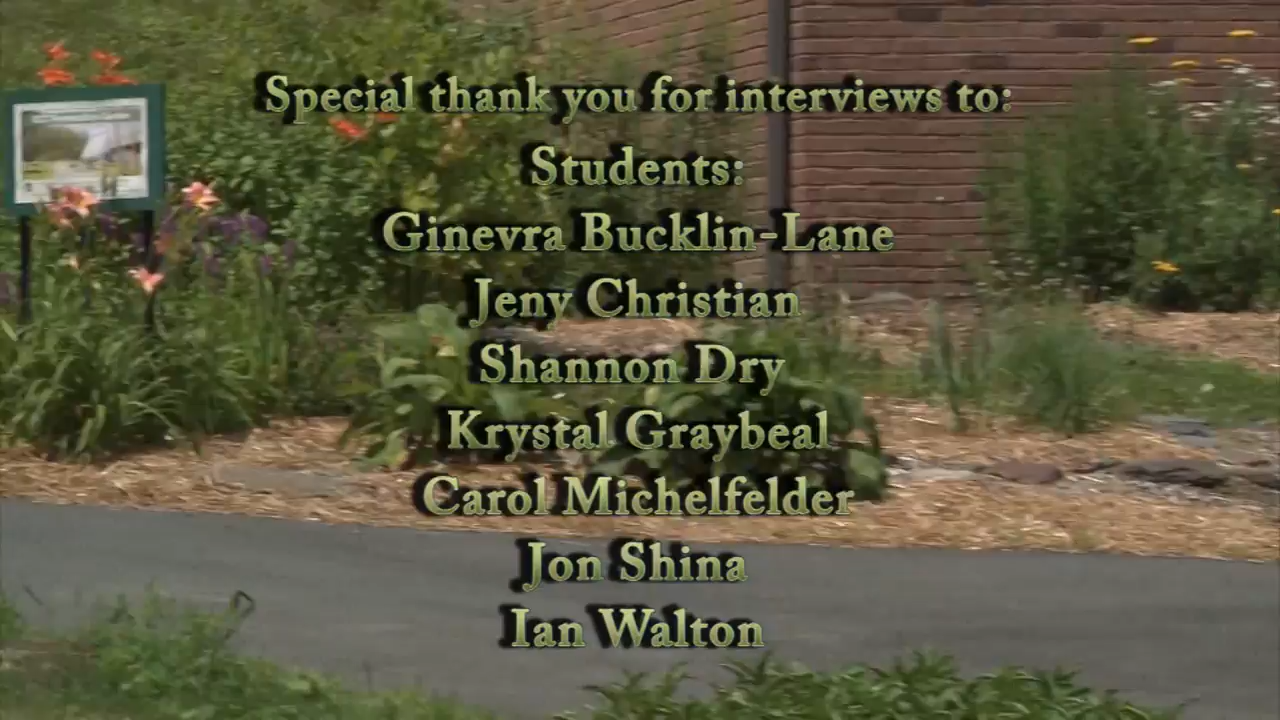 Special thank you for interviews to:
Students:
Ginevra Bucklin-Lane
Jeny Christian
Shannon Dry
Krystal Graybeal
Carol Michelfelder
Jon Shina
Ian Walton